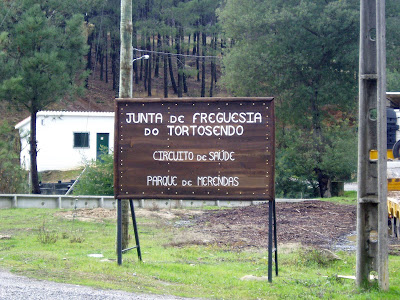 JUNTA DE FREGUESIA
DO TORTOSENDO
CIRCUITO DE SAÚDE
PARQUE DE MERENDAS